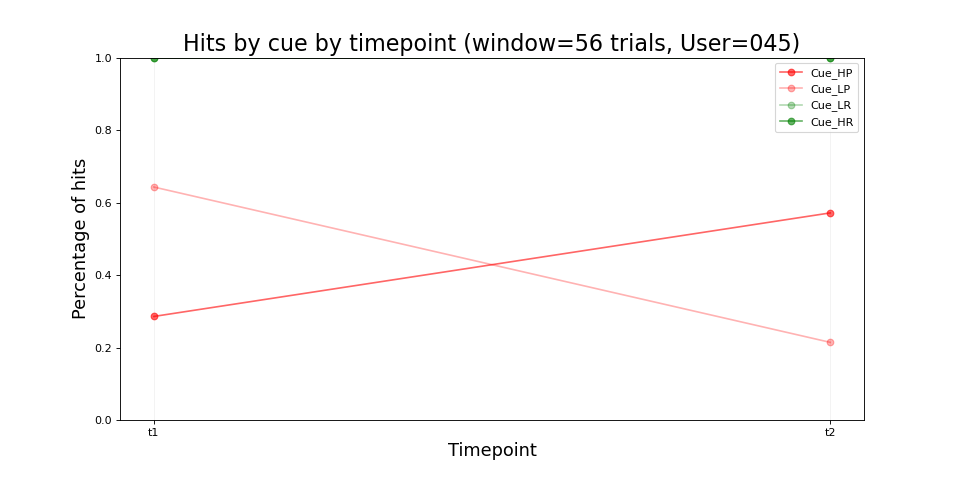 Hits by cue by timepoint (window=56 trials, User=045)
Percentage of hits
1.0
0.8
0.6
0.4
0.2
0.0
Cue_HP
Cue_LP
Cue_LR
Cue_HR
t1
t2
Timepoint